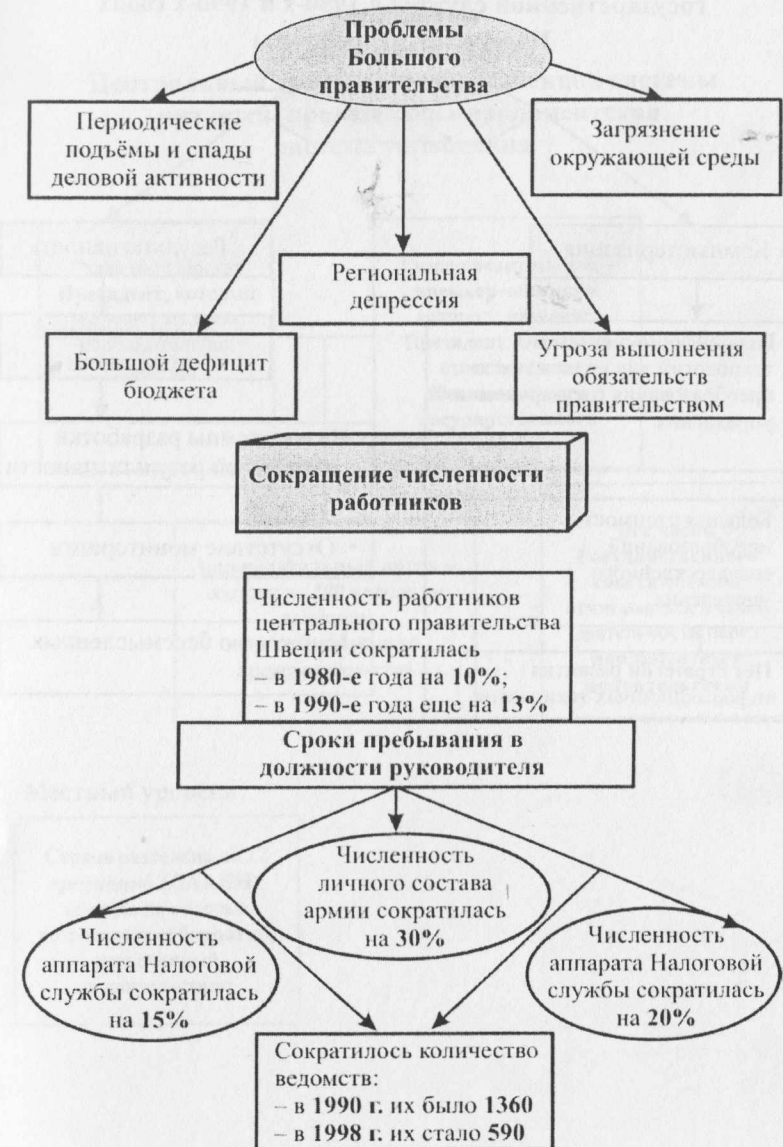 Проблемы
Большого
правительства
Периодические
подъёмы и спады
деловой активности
Загрязнение
окружающей среды
Региональная
депрессия
Большой дефицит
бюджета
Угроза выполнения
обязательств
правительством
Сокращение численности
работников
Численность работников
центрального правительства
Швеции сократилась
– в 1980-е года на 10%;
– в 1990-е года еще на 13%
Сроки пребывания в
должности руководителя
Численность
личного состава
армии сократилась
на 30%
Численность
аппарата Налоговой
службы сократилась
на 15%
Численность
аппарата Налоговой
службы сократилась
на 20%
Сократилось количество
ведомств:
– в 1990 г. их было 1360
– в 1998 г. их стало 590